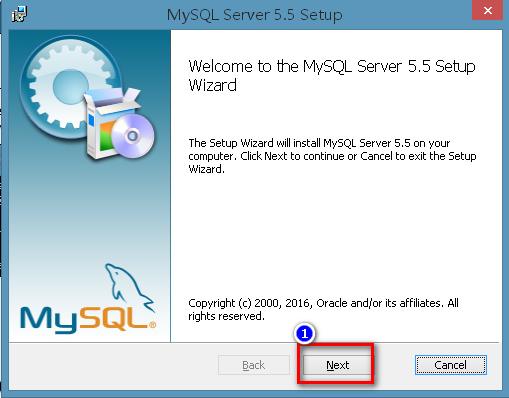 MySQL Server 5.5 Setup
Welcome to the MySQL Server 5.5 Setup
Wizard
The Setup Wizard will install MySQL Server 5.5 on your
computer. Click Next to continue or Cancel to exit the Setup
Wizard.
MySQL®
Copyright (c) 2000, 2016, Oracle and/or its affiliates. All
rights reserved.
1
Back Next Cancel